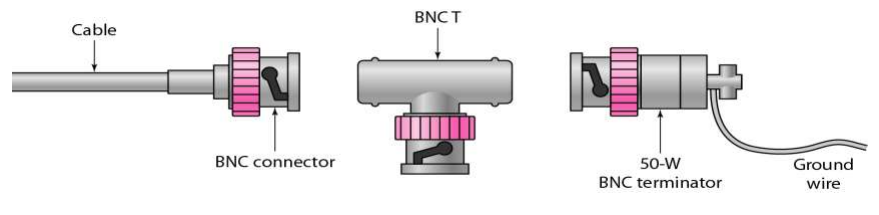 Cable
BNC T
BNC connector
50-W
BNC terminator
Ground
wire